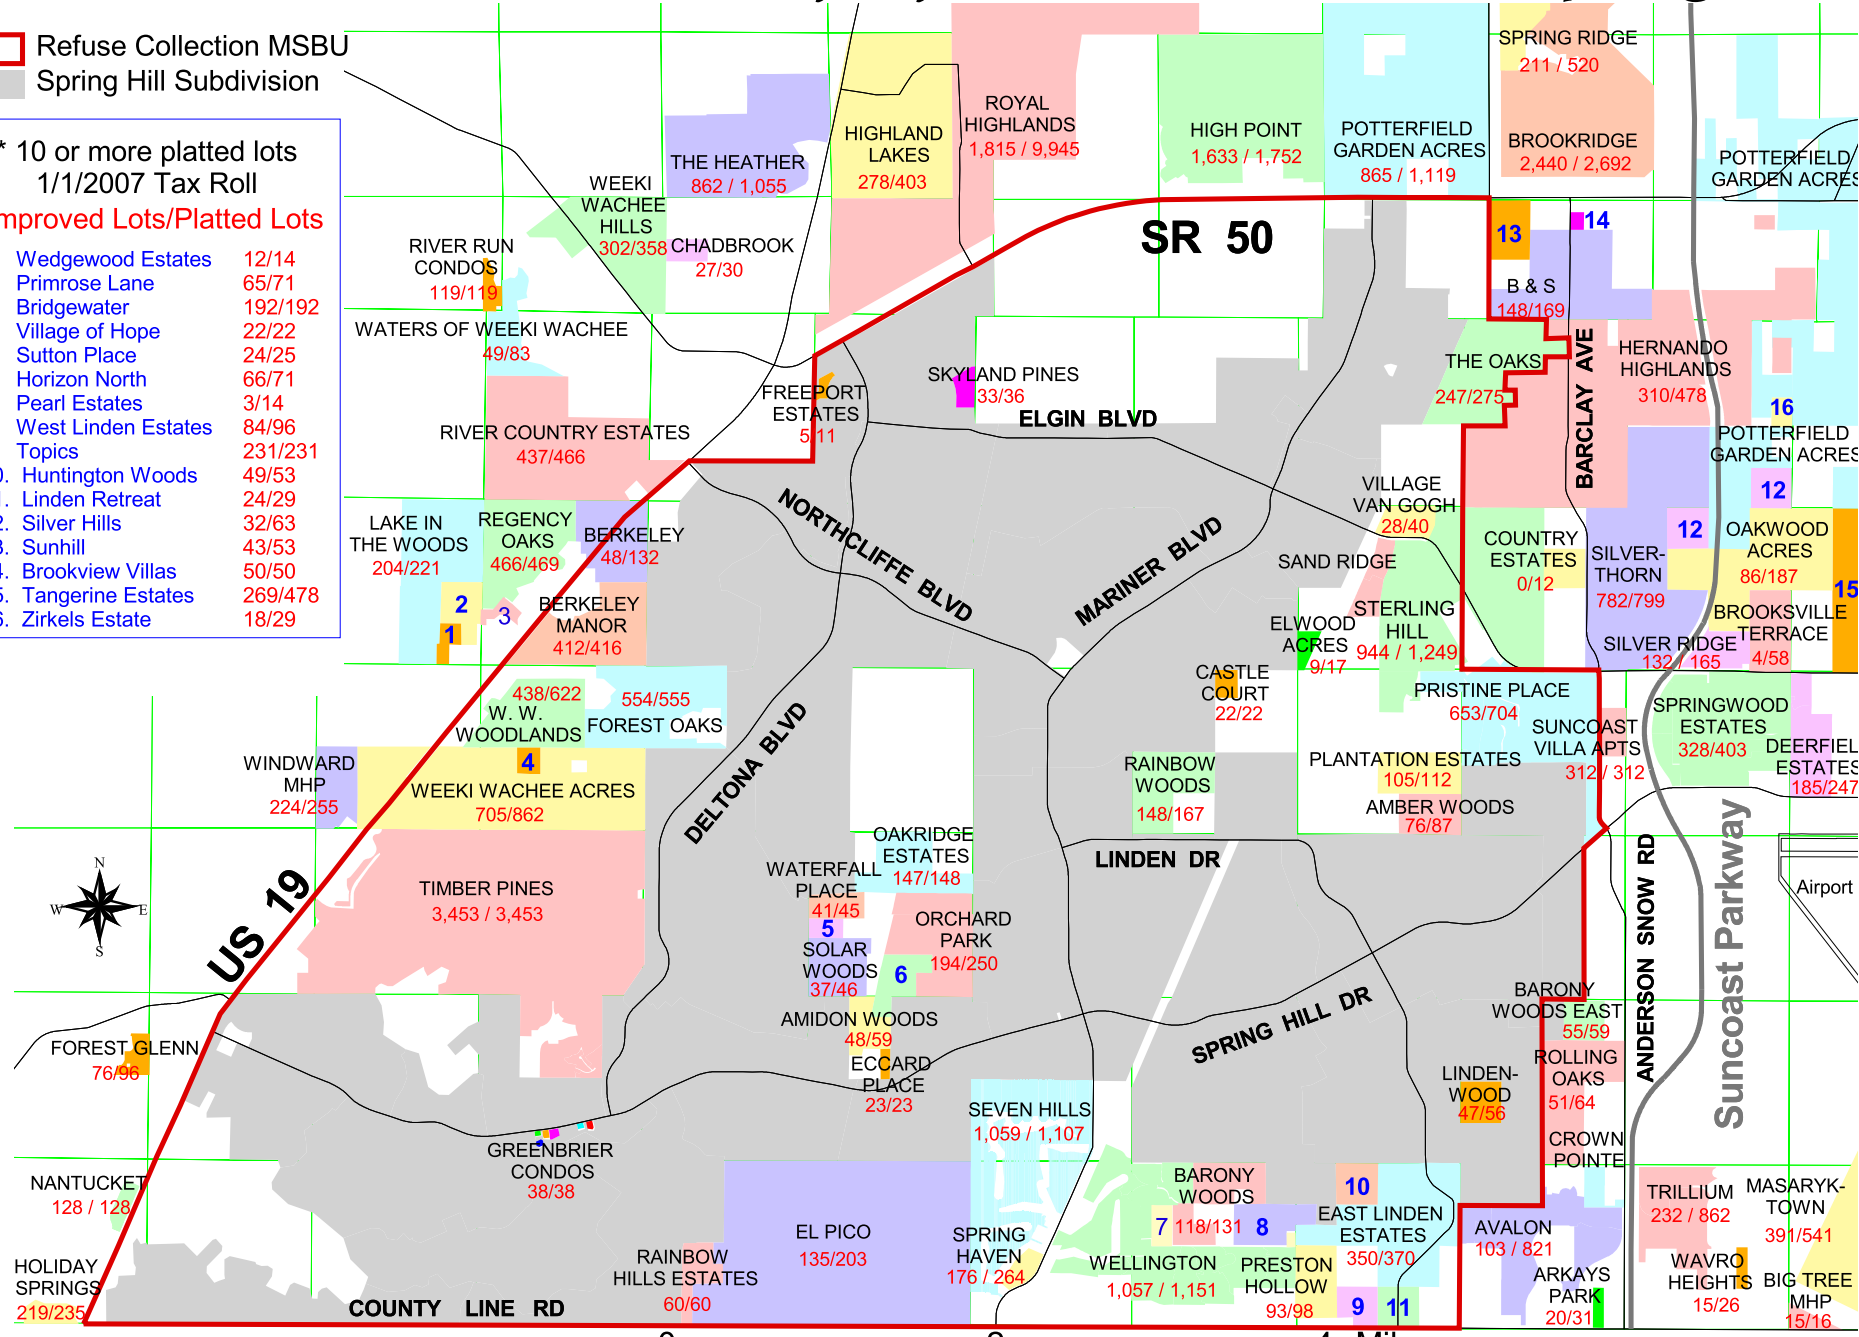 Refuse Collection MSBU
Spring Hill Subdivision
* 10 or more platted lots
1/1/2007 Tax Roll
mproved Lots/Platted Lots
Wedgewood Estates 12/14
Primrose Lane 65/71
Bridgewater 192/192
Village of Hope 22/22
Sutton Place 24/25
Horizon North 66/71
Pearl Estates 3/14
West Linden Estates 84/96
Topics 231/231
0. Huntington Woods 49/53
1. Linden Retreat 24/29
2. Silver Hills 32/63
3. Sunhill 43/53
4. Brookview Villas 50/50
5. Tangerine Estates 269/478
6. Zirkels Estate 18/29
SPRING RIDGE
211 / 520
ROYAL
HIGHLANDS
1,815 / 9,945
HIGHLAND
LAKES
278/403
HIGH POINT
1,633 / 1,752
POTTERFIELD
GARDEN ACRES
865 / 1,119
BROOKRIDGE
2,440 / 2,692
POTTERFIELD
GARDEN ACRES
THE HEATHER
862 / 1,055
WEEKI
WACHEE
HILLS
302/358
CHADBROOK
27/30
RIVER RUN
CONDOS
119/119
SR 50
13
14
B & S
148/169
WATERS OF WEEKI WACHEE
49/83
THE OAKS
247/275
BARCLAY AVE
HERNANDO
HIGHLANDS
310/478
16
FREEPORT
ESTATES
5/11
SKYLAND PINES
33/36
ELGIN BLVD
RIVER COUNTRY ESTATES
437/466
POTTERFIELD
GARDEN ACRES
12
VILLAGE
VAN GOGH
28/40
NORTHCLIFFE BLVD
MARINER BLVD
LAKE IN
THE WOODS
204/221
REGENCY
OAKS
466/469
BERKELEY
48/132
SAND RIDGE
COUNTRY
ESTATES
0/12
SILVER-
THORN
782/799
12
OAKWOOD
ACRES
86/187
15
2
1
3
BERKELEY
MANOR
412/416
ELWOOD
ACRES
9/17
STERLING
HILL
944 / 1,249
BROOKSVILLE
TERRACE
4/58
SILVER RIDGE
132 / 165
438/622
W. W.
WOODLANDS
554/555
FOREST OAKS
CASTLE
COURT
22/22
PRISTINE PLACE
653/704
SUNCOAST
VILLA APTS
312 / 312
SPRINGWOOD
ESTATES
328/403
DEERFIEL
ESTATES
185/247
WINDWARD
MHP
224/255
4
WEEKI WACHEE ACRES
705/862
DELTONA BLVD
RAINBOW
WOODS
148/167
PLANTATION ESTATES
105/112
AMBER WOODS
76/87
LINDEN DR
OAKRIDGE
ESTATES
147/148
WATERFALL
PLACE
41/45
5
SOLAR
WOODS
37/46
ORCHARD
PARK
194/250
6
N
W
E
S
US 19
TIMBER PINES
3,453 / 3,453
ANDERSON SNOW RD
Suncoast Parkway
Airport
AMIDON WOODS
48/59
ECCARD
PLACE
23/23
SPRING HILL DR
BARONY
WOODS EAST
55/59
ROLLING
OAKS
51/64
CROWN
POINTE
LINDEN-
WOOD
47/56
FOREST GLENN
76/96
GREENBRIER
CONDOS
38/38
SEVEN HILLS
1,059 / 1,107
NANTUCKET
128 / 128
BARONY
WOODS
118/131
7
8
10
EAST LINDEN
ESTATES
350/370
TRILLIUM
232 / 862
MASARYK-
TOWN
391/541
EL PICO
135/203
SPRING
HAVEN
176 / 264
WELLINGTON
1,057 / 1,151
PRESTON
HOLLOW
93/98
9
11
AVALON
103 / 821
ARKAYS
PARK
20/31
WAVRO
HEIGHTS
15/26
BIG TREE
MHP
15/16
HOLIDAY
SPRINGS
219/235
RAINBOW
HILLS ESTATES
60/60
COUNTY LINE RD